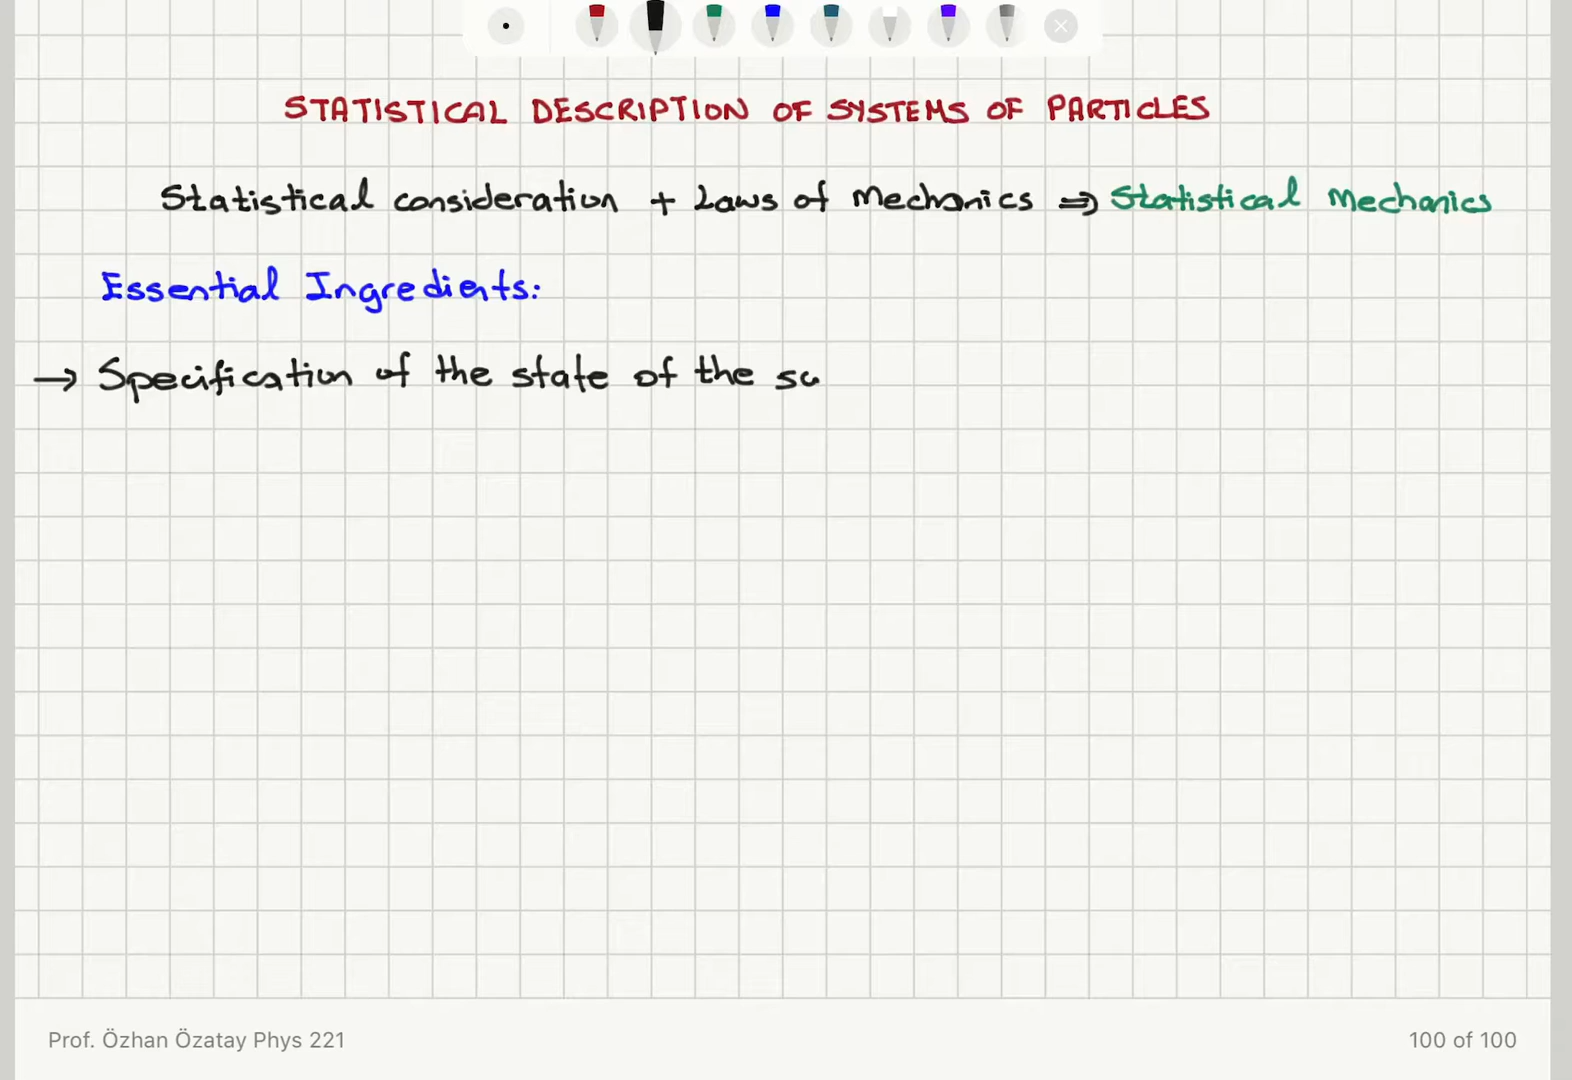 STATISTICAL DESCRIPTION OF SYSTEMS OF PARTICLES
Statistical consideration + Laws of Mechanics ⇒ Statistical Mechanics
Essential Ingredients:
→ Specification of the state of the
Prof. Özhan Özatay Phys 221
100 of 100